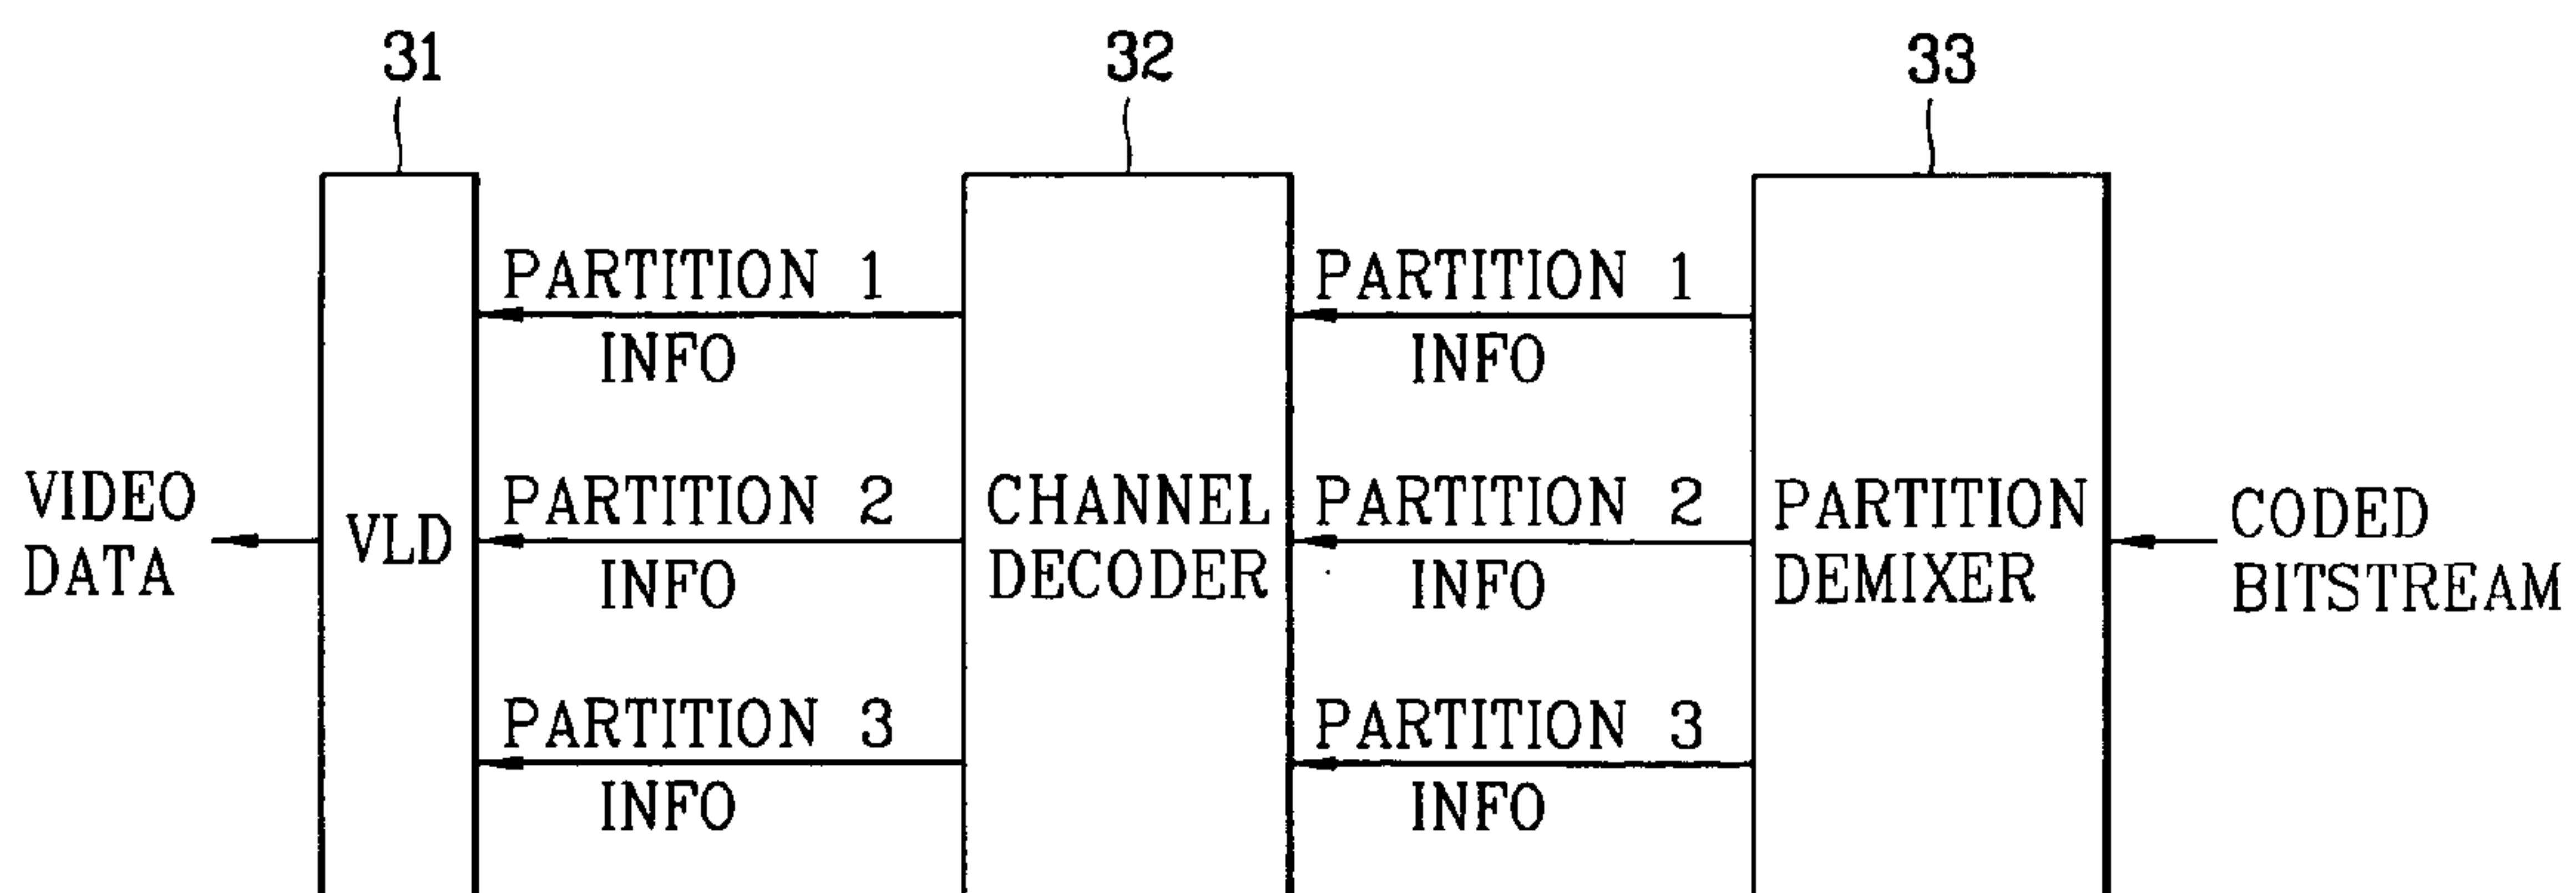 31
32
33
PARTITION 1
INFO
PARTITION 1
INFO
VIDEO
DATA
VLD
PARTITION 2
INFO
CHANNEL
DECODER
PARTITION 2
INFO
PARTITION
DEMIXER
CODED
BITSTREAM
PARTITION 3
INFO
PARTITION 3
INFO